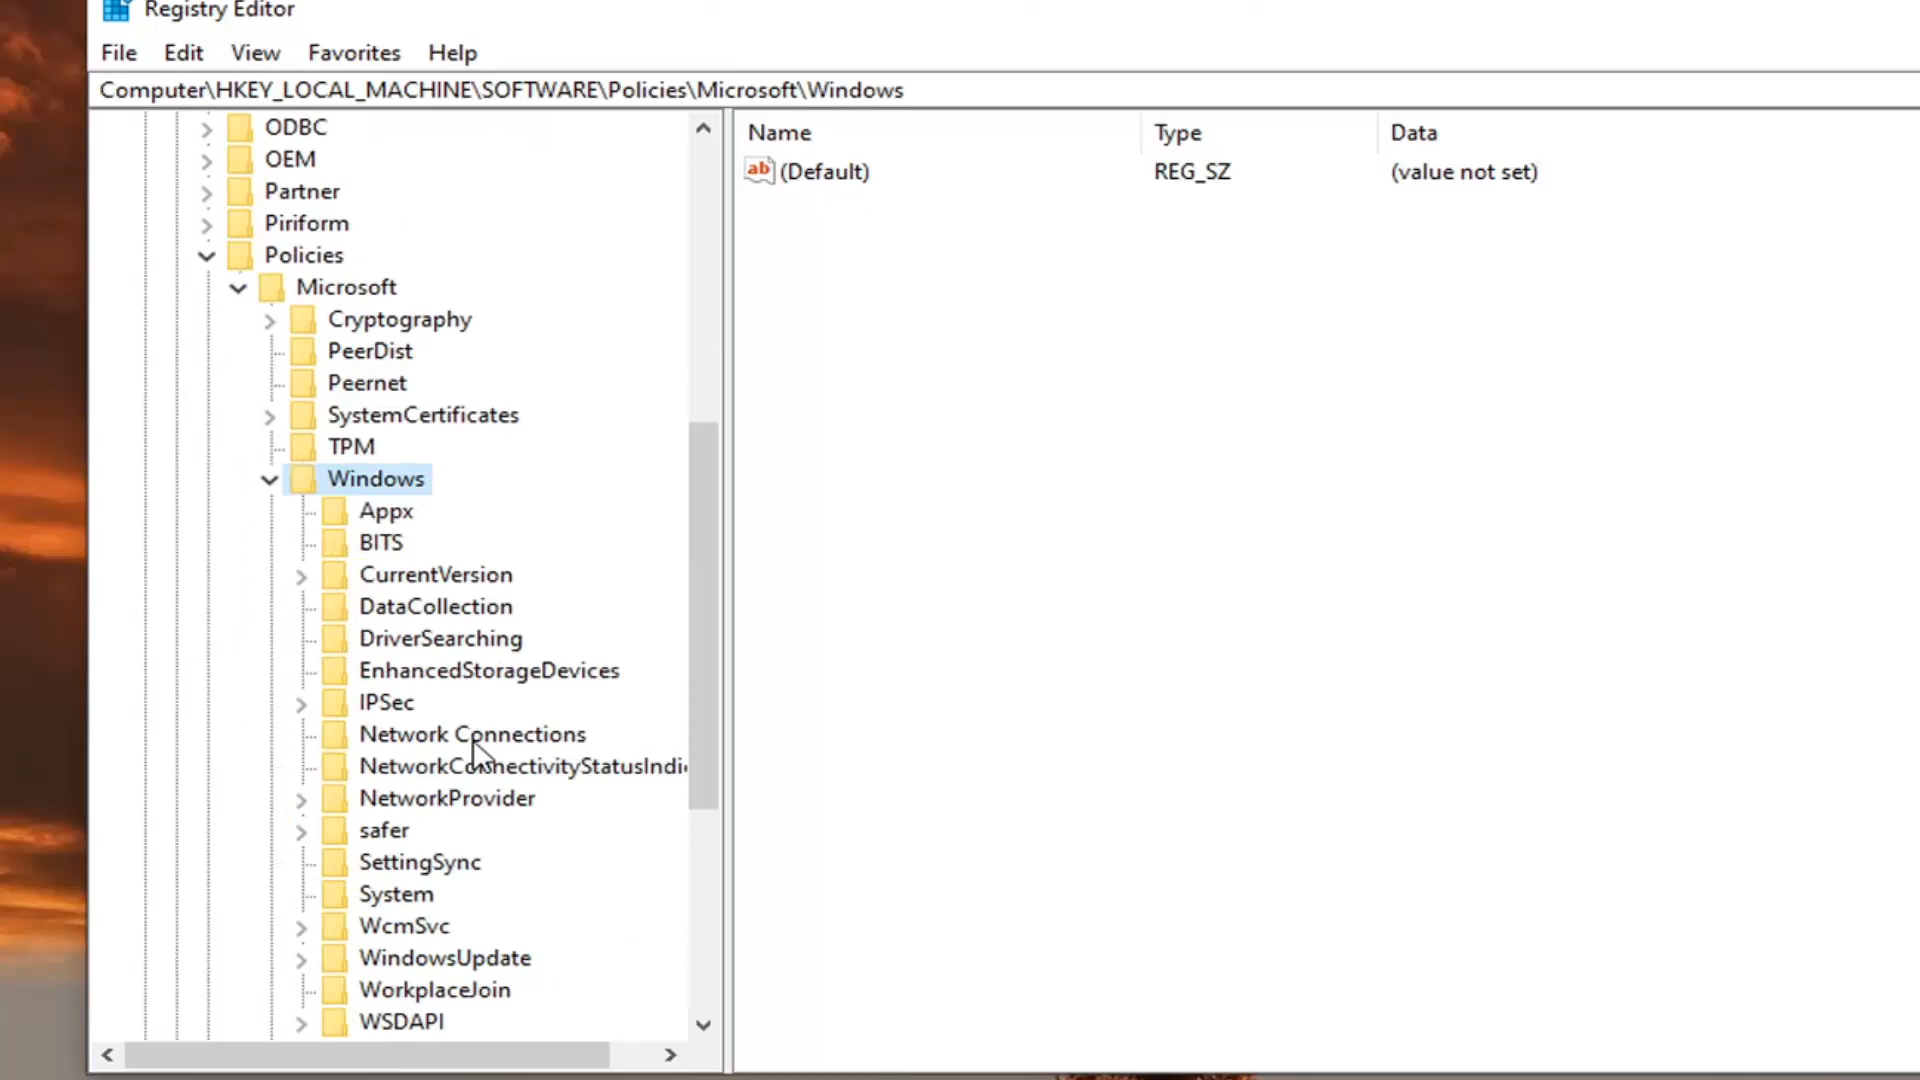 Registry Editor
File Edit View Favorites Help
Computer\HKEY_LOCAL_MACHINE\SOFTWARE\Policies\Microsoft\Windows
ODBC
OEM
Partner
Piriform
Policies
Microsoft
Cryptography
PeerDist
Peernet
SystemCertificates
TPM
Windows
Appx
BITS
CurrentVersion
DataCollection
DriverSearching
EnhancedStorageDevices
IPSec
Network Connections
NetworkConnectivityStatusIndi
NetworkProvider
safer
SettingSync
System
WcmSvc
WindowsUpdate
WorkplaceJoin
WSDAPI
Name Type Data
ab (Default) REG_SZ (value not set)